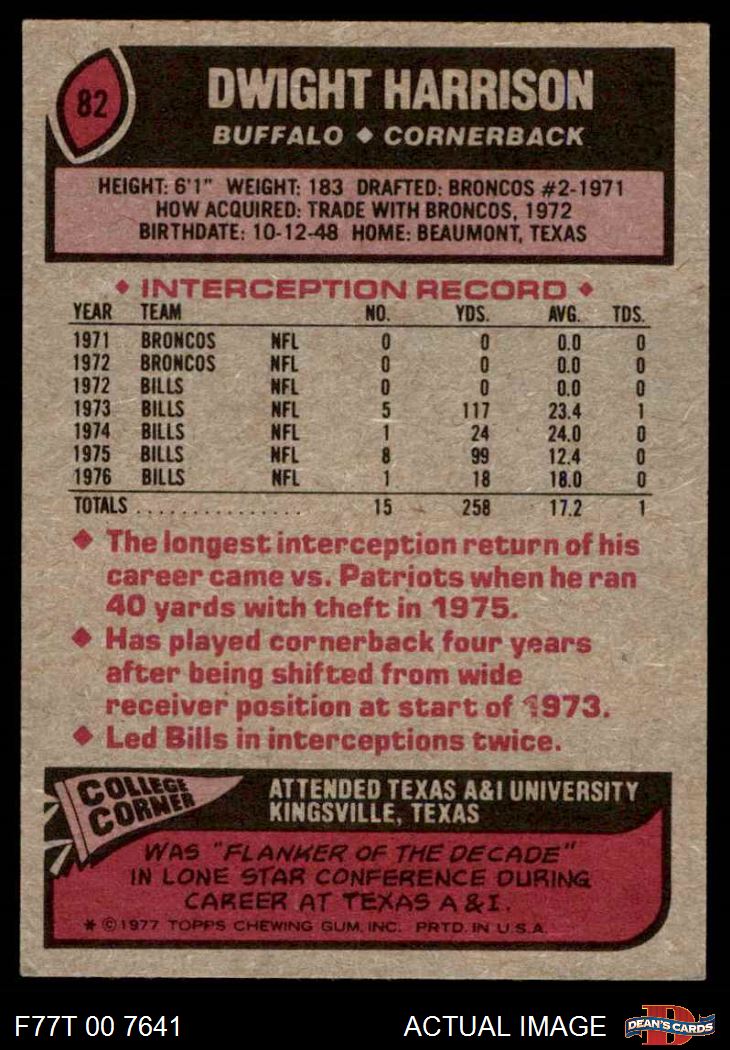 82
DWIGHT HARRISON
BUFFALO ◆ CORNERBACK
HEIGHT: 6'1" WEIGHT: 183 DRAFTED: BRONCOS #2-1971
HOW ACQUIRED: TRADE WITH BRONCOS, 1972
BIRTHDATE: 10-12-48 HOME: BEAUMONT, TEXAS
◆ INTERCEPTION RECORD ◆
YEAR TEAM NO. YDS. AVG. TDS.
1971 BRONCOS NFL 0 0 0.0 0
1972 BRONCOS NFL 0 0 0.0 0
1972 BILLS NFL 0 0 0.0 0
1973 BILLS NFL 5 117 23.4 1
1974 BILLS NFL 1 24 24.0 0
1975 BILLS NFL 8 99 12.4 0
1976 BILLS NFL 1 18 18.0 0
TOTALS . . . . . . . . . . . . . . . 15 258 17.2 1
◆ The longest interception return of his
career came vs. Patriots when he ran
40 yards with theft in 1975.
◆ Has played cornerback four years
after being shifted from wide
receiver position at start of 1973.
◆ Led Bills in interceptions twice.
COLLEGE
CORNER
ATTENDED TEXAS A&I UNIVERSITY
KINGSVILLE, TEXAS
WAS "FLANKER OF THE DECADE"
IN LONE STAR CONFERENCE DURING
CAREER AT TEXAS A & I.
* © 1977 TOPPS CHEWING GUM, INC. PRTD. IN U.S.A.
F77T 00 7641
ACTUAL IMAGE
D
DEAN'S CARDS